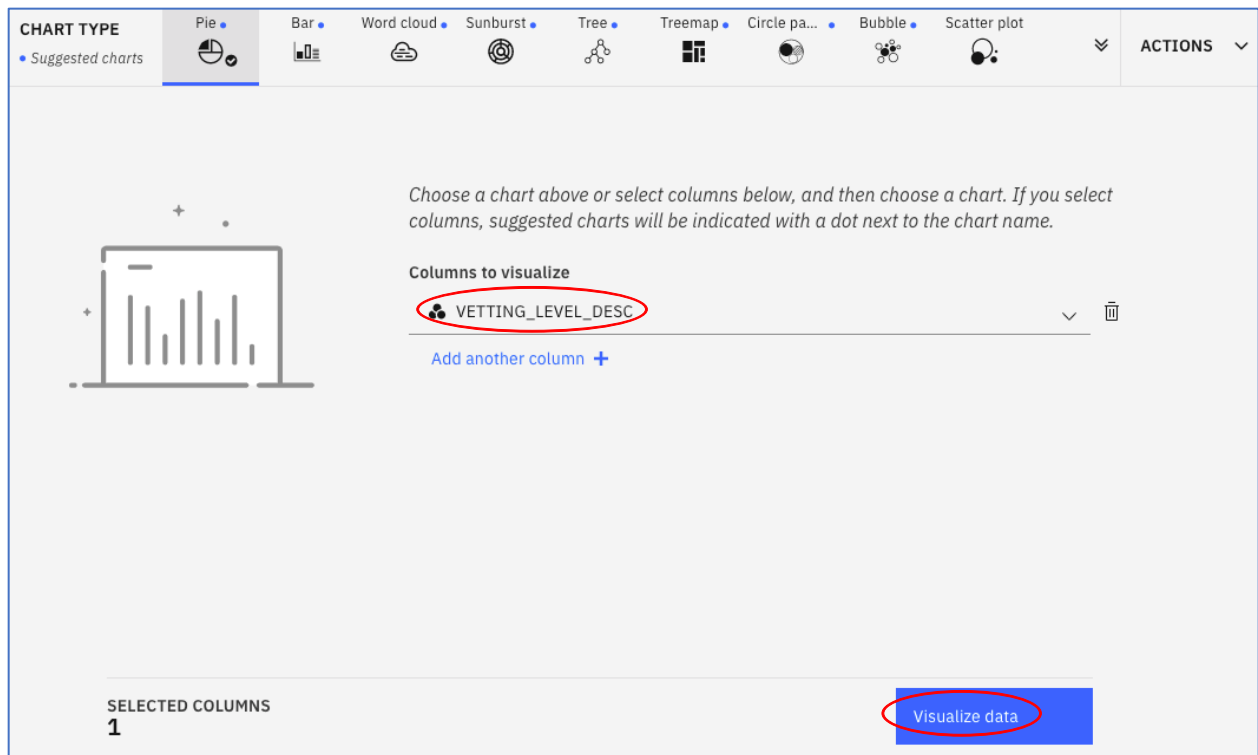 CHART TYPE
• Suggested charts
Pie •
Bar •
Word cloud •
Sunburst •
Tree •
Treemap •
Circle pa... •
Bubble •
Scatter plot
ACTIONS
Choose a chart above or select columns below, and then choose a chart. If you select
columns, suggested charts will be indicated with a dot next to the chart name.
Columns to visualize
VETTING_LEVEL_DESC
Add another column +
SELECTED COLUMNS
1
Visualize data